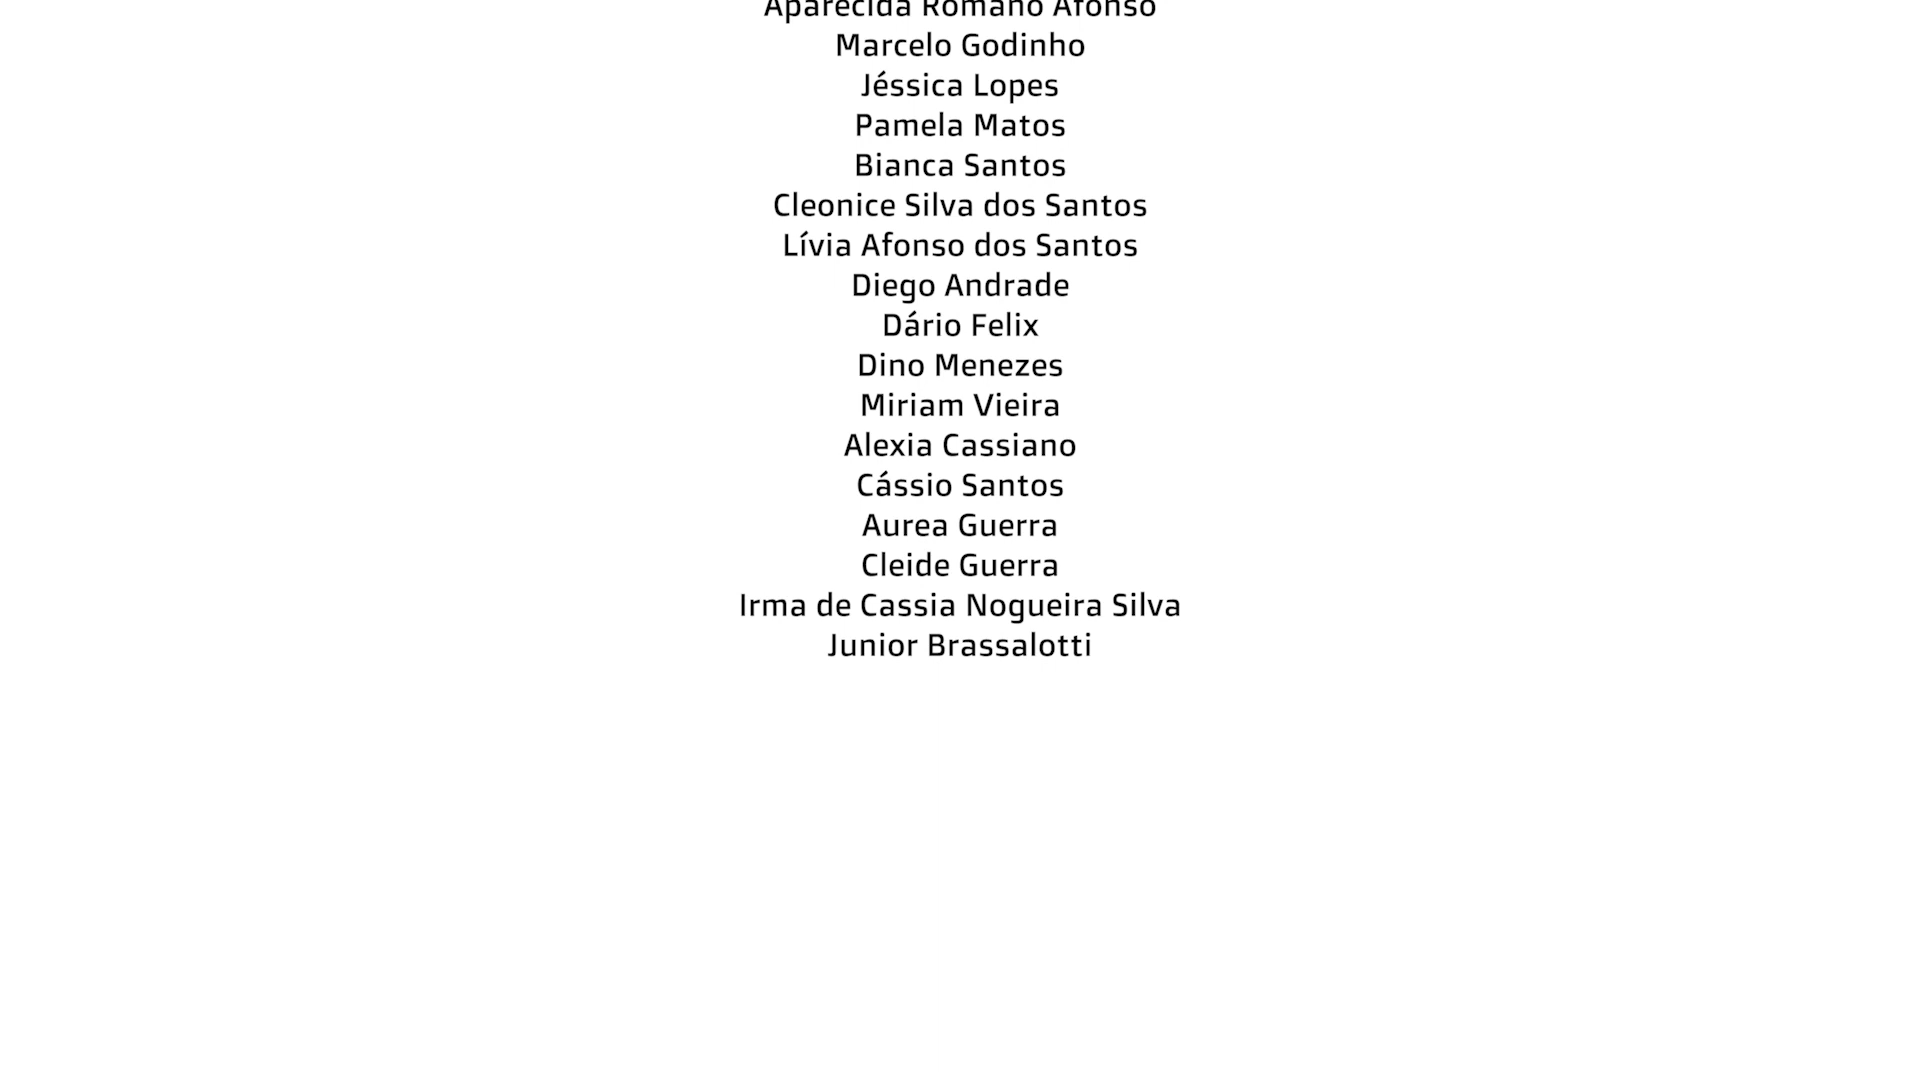 Aparecida Romano Afonso
Marcelo Godinho
Jéssica Lopes
Pamela Matos
Bianca Santos
Cleonice Silva dos Santos
Lívia Afonso dos Santos
Diego Andrade
Dário Felix
Dino Menezes
Miriam Vieira
Alexia Cassiano
Cássio Santos
Aurea Guerra
Cleide Guerra
Irma de Cassia Nogueira Silva
Junior Brassalotti